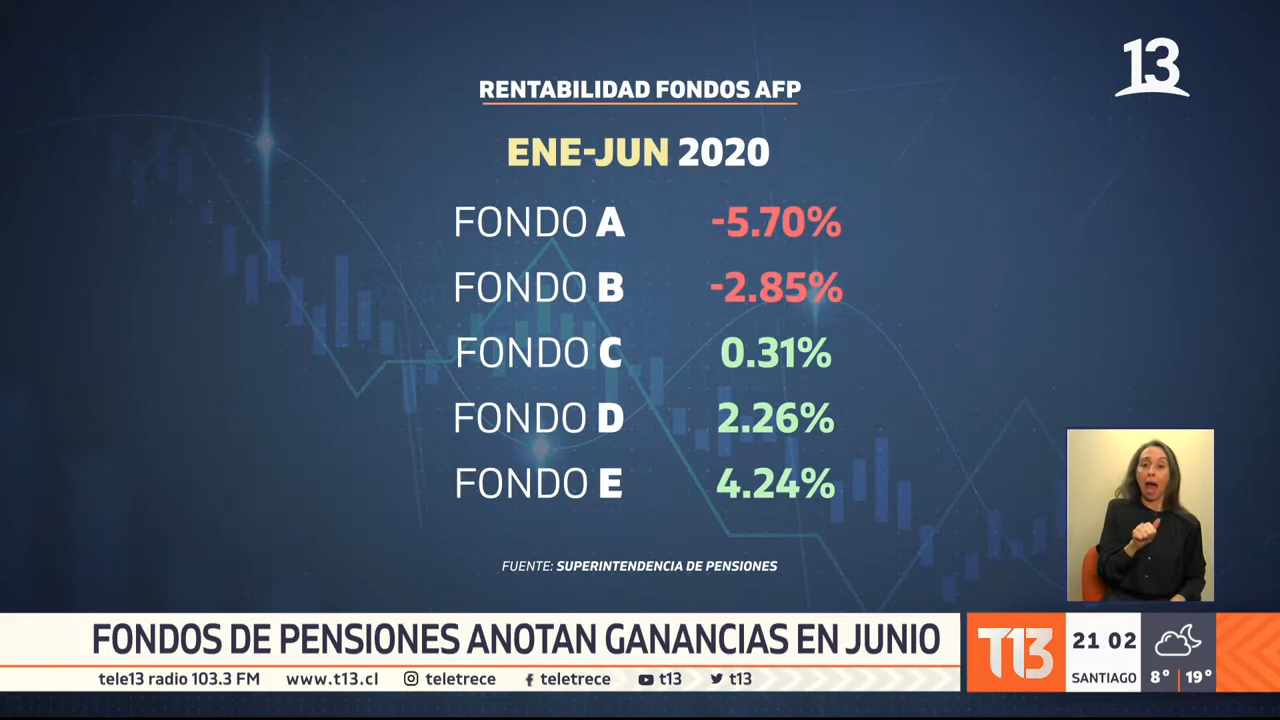 13
RENTABILIDAD FONDOS AFP
ENE-JUN 2020
FONDO A -5.70%
FONDO B -2.85%
FONDO C 0.31%
FONDO D 2.26%
FONDO E 4.24%
FUENTE: SUPERINTENDENCIA DE PENSIONES
FONDOS DE PENSIONES ANOTAN GANANCIAS EN JUNIO
tele13 radio 103.3 FM www.t13.cl teletrece teletrece t13 t13
T13
21 02
SANTIAGO
8° 19°